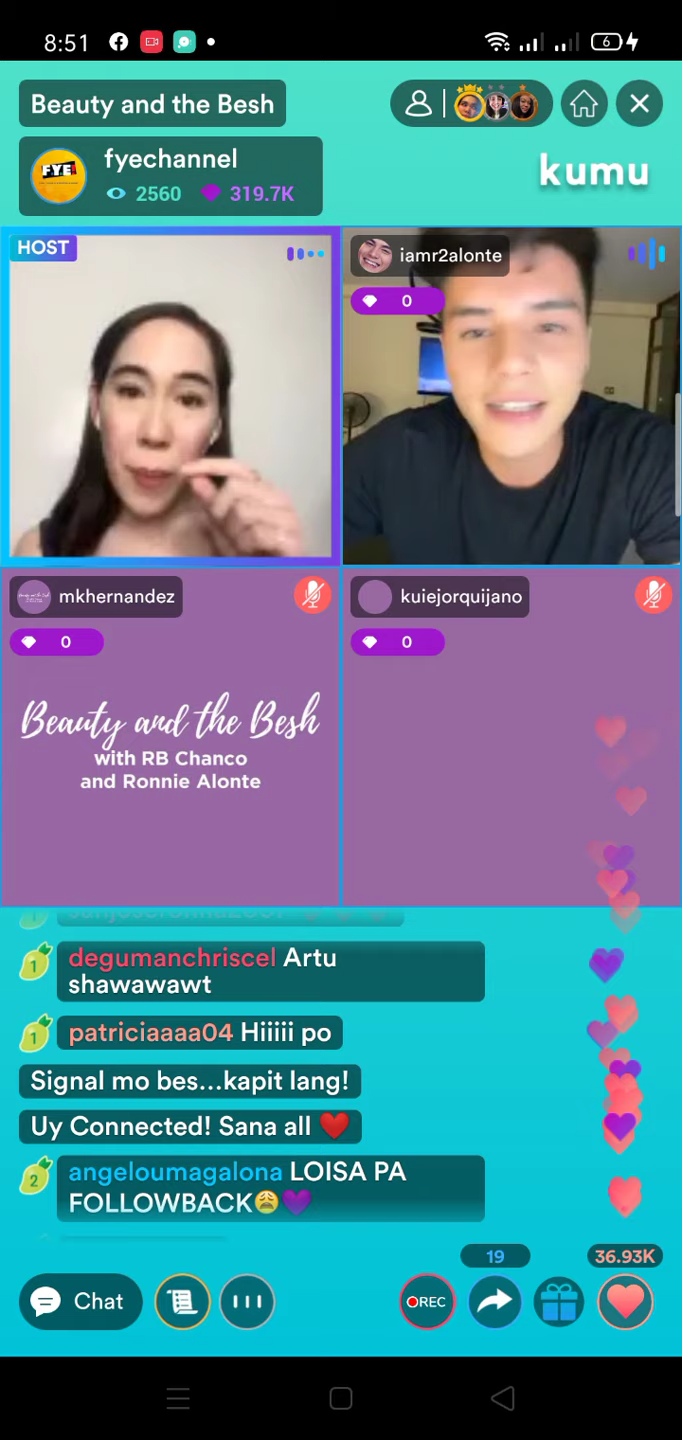 8:51
6
Beauty and the Besh
FYE
fyechannel
2560
319.7K
kumu
HOST
iamr2alonte
0
mkhernandez
0
kuiejorquijano
0
Beauty and the Besh
with RB Chanco
and Ronnie Alonte
degumanchriscel Artu
shawawawt
patriciaaaa04 Hiiiii po
Signal mo bes...kapit lang!
Uy Connected! Sana all ❤️
angeloumagalona LOISA PA
FOLLOWBACK😩💜
1
1
2
19
36.93K
Chat
REC